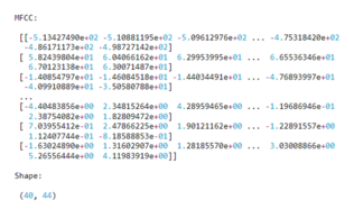 MFCC:
[[-5.13427490e+02 -5.10881195e+02 -5.09612976e+02 ... -4.75318420e+02
-4.86171173e+02 -4.98727142e+02]
[ 5.82439804e+01 6.04066162e+01 6.29953995e+01 ... 6.65536346e+01
6.70123138e+01 6.30071487e+01]
[-1.40854797e+01 -1.46084518e+01 -1.44034491e+01 ... -4.76893997e+01
-4.09910889e+01 -3.50580788e+01]
...
[-4.40483856e+00 2.34815264e+00 4.28959465e+00 ... -1.19686946e-01
2.38754082e+00 1.82809472e+00]
[ 7.03955412e-01 2.47866225e+00 1.90121162e+00 ... -1.22891557e+00
1.12407744e-01 -8.18588853e-01]
[-1.63024890e+00 1.31602907e+00 1.28185570e+00 ... 3.03008866e+00
5.26556444e+00 4.11983919e+00]]
Shape:
(40, 44)